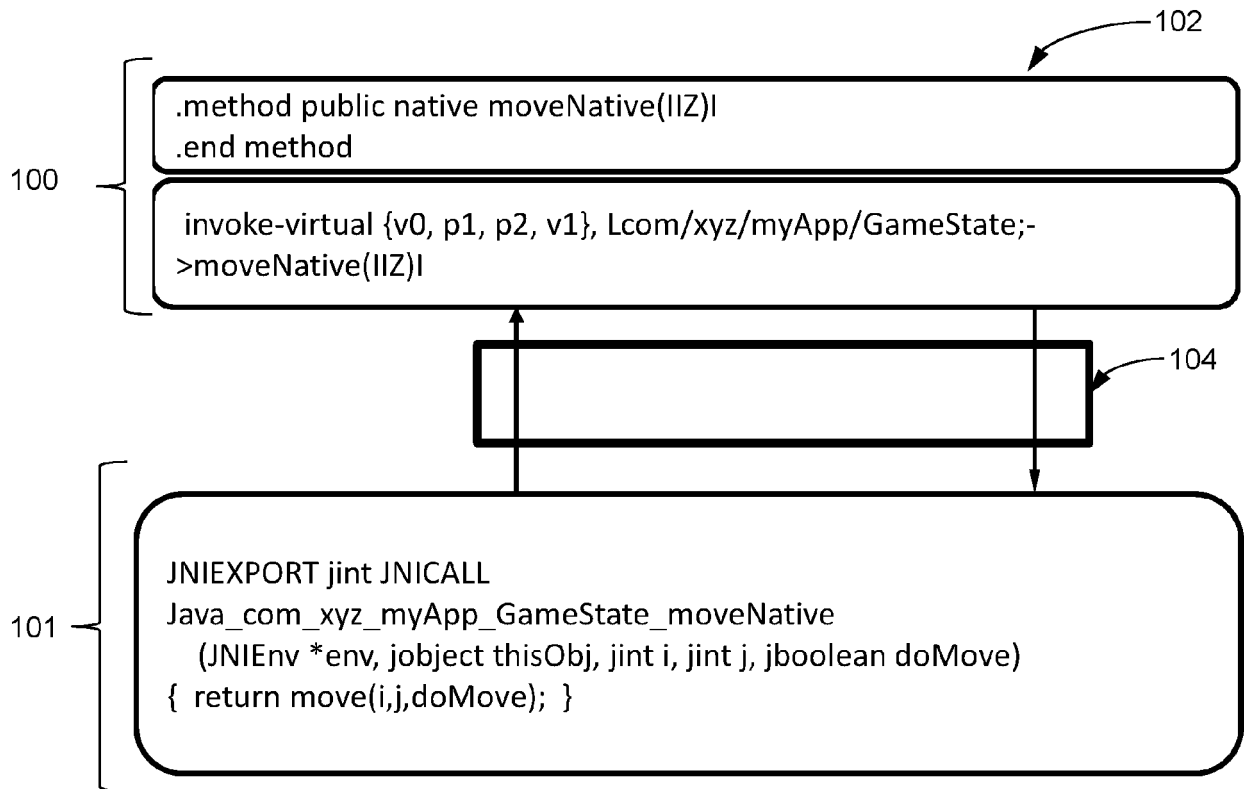 102
.method public native moveNative(IIZ)I
.end method
100
invoke-virtual {v0, p1, p2, v1}, Lcom/xyz/myApp/GameState;-
>moveNative(IIZ)I
104
101
JNIEXPORT jint JNICALL
Java_com_xyz_myApp_GameState_moveNative
(JNIEnv *env, jobject thisObj, jint i, jint j, jboolean doMove)
{ return move(i,j,doMove); }